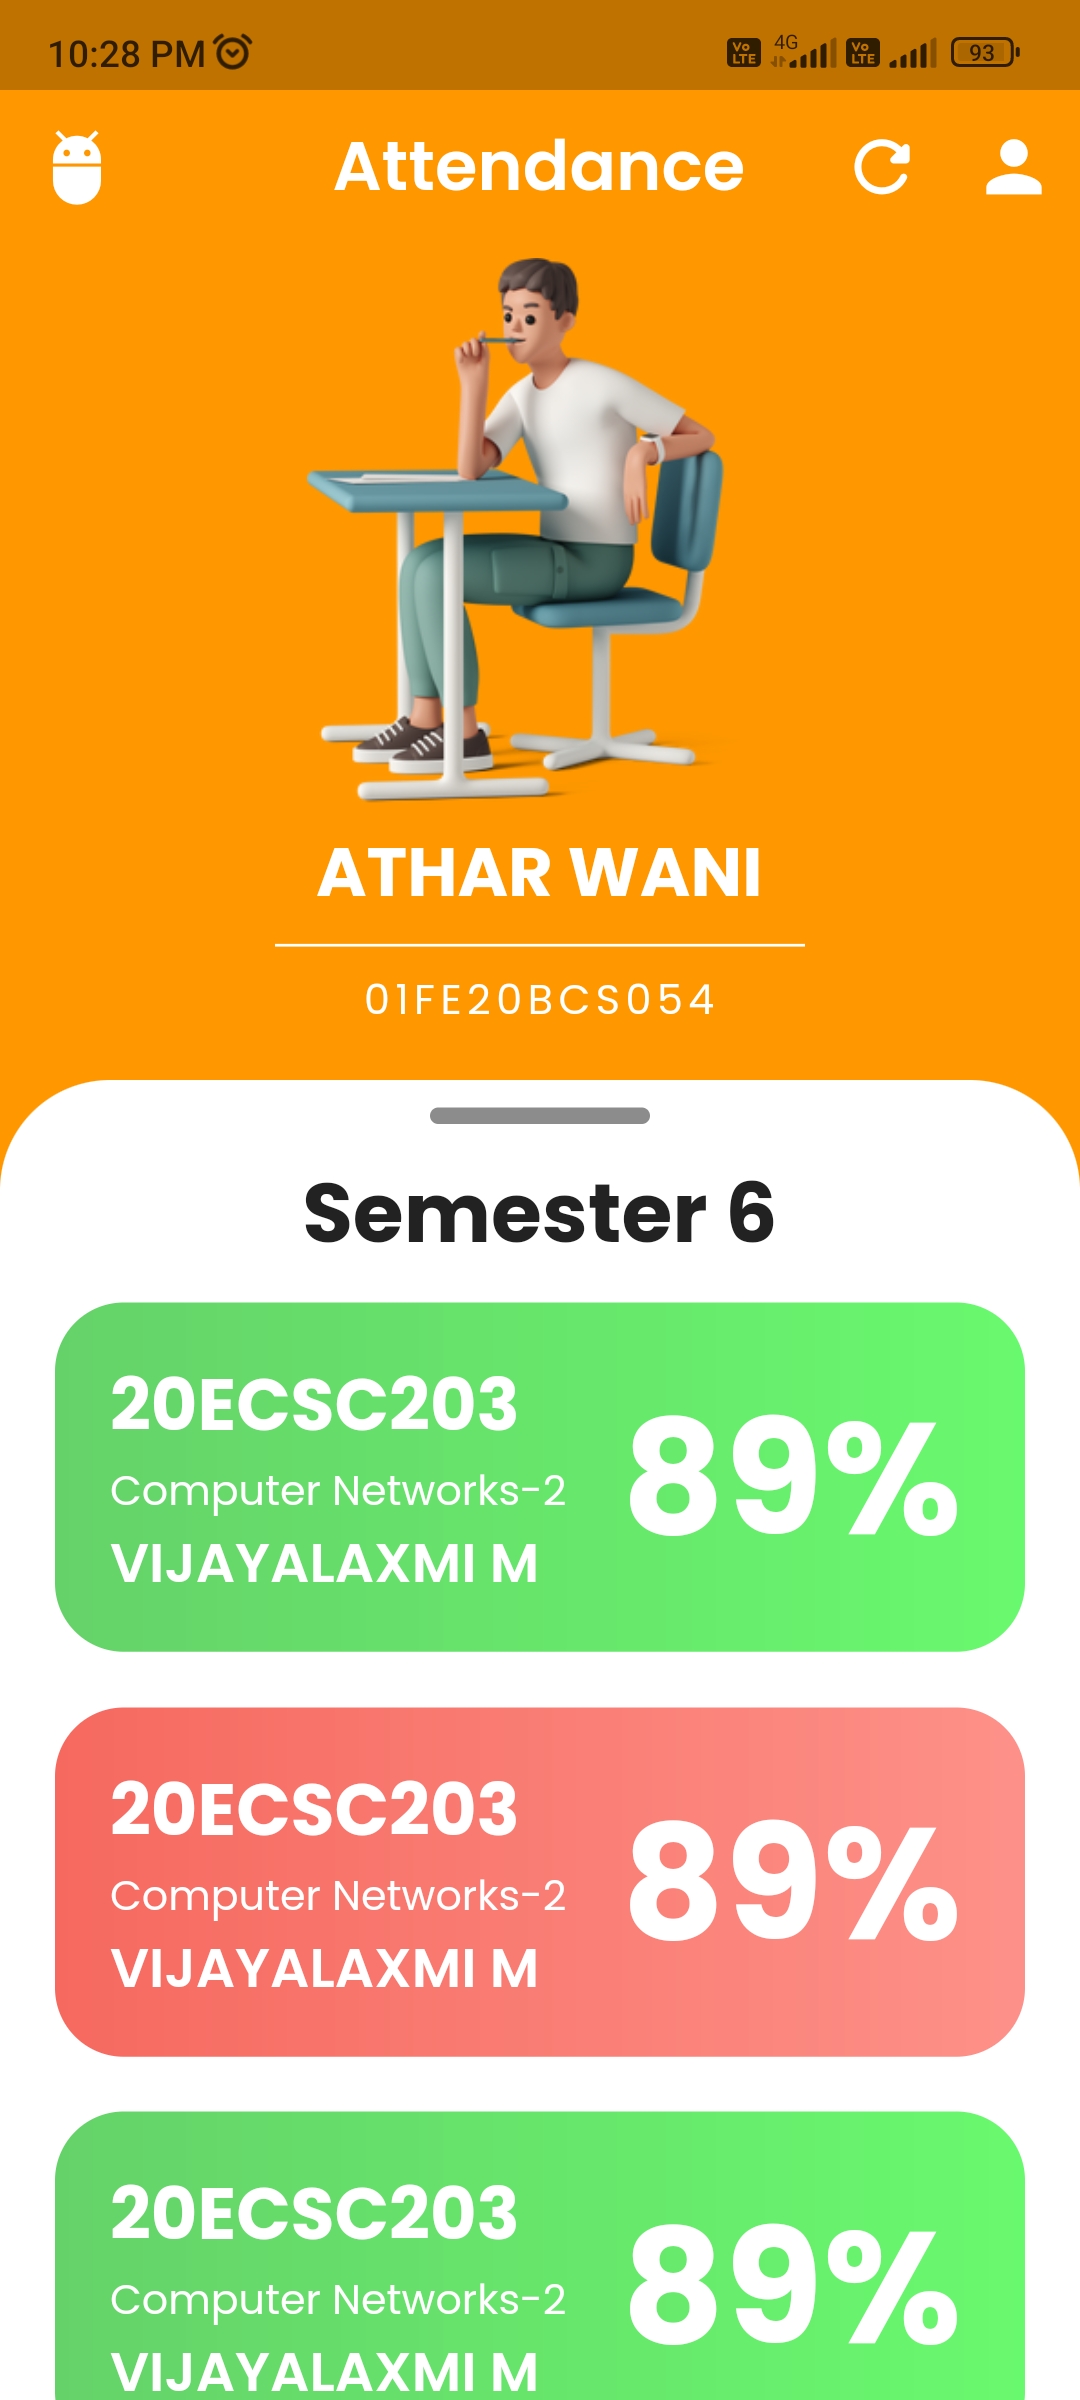 10:28 PM Vo LTE 4G Vo LTE 93
Attendance
ATHAR WANI
01FE20BCS054
Semester 6
20ECSC203
Computer Networks-2
VIJAYALAXMI M
89%
20ECSC203
Computer Networks-2
VIJAYALAXMI M
89%
20ECSC203
Computer Networks-2
VIJAYALAXMI M
89%